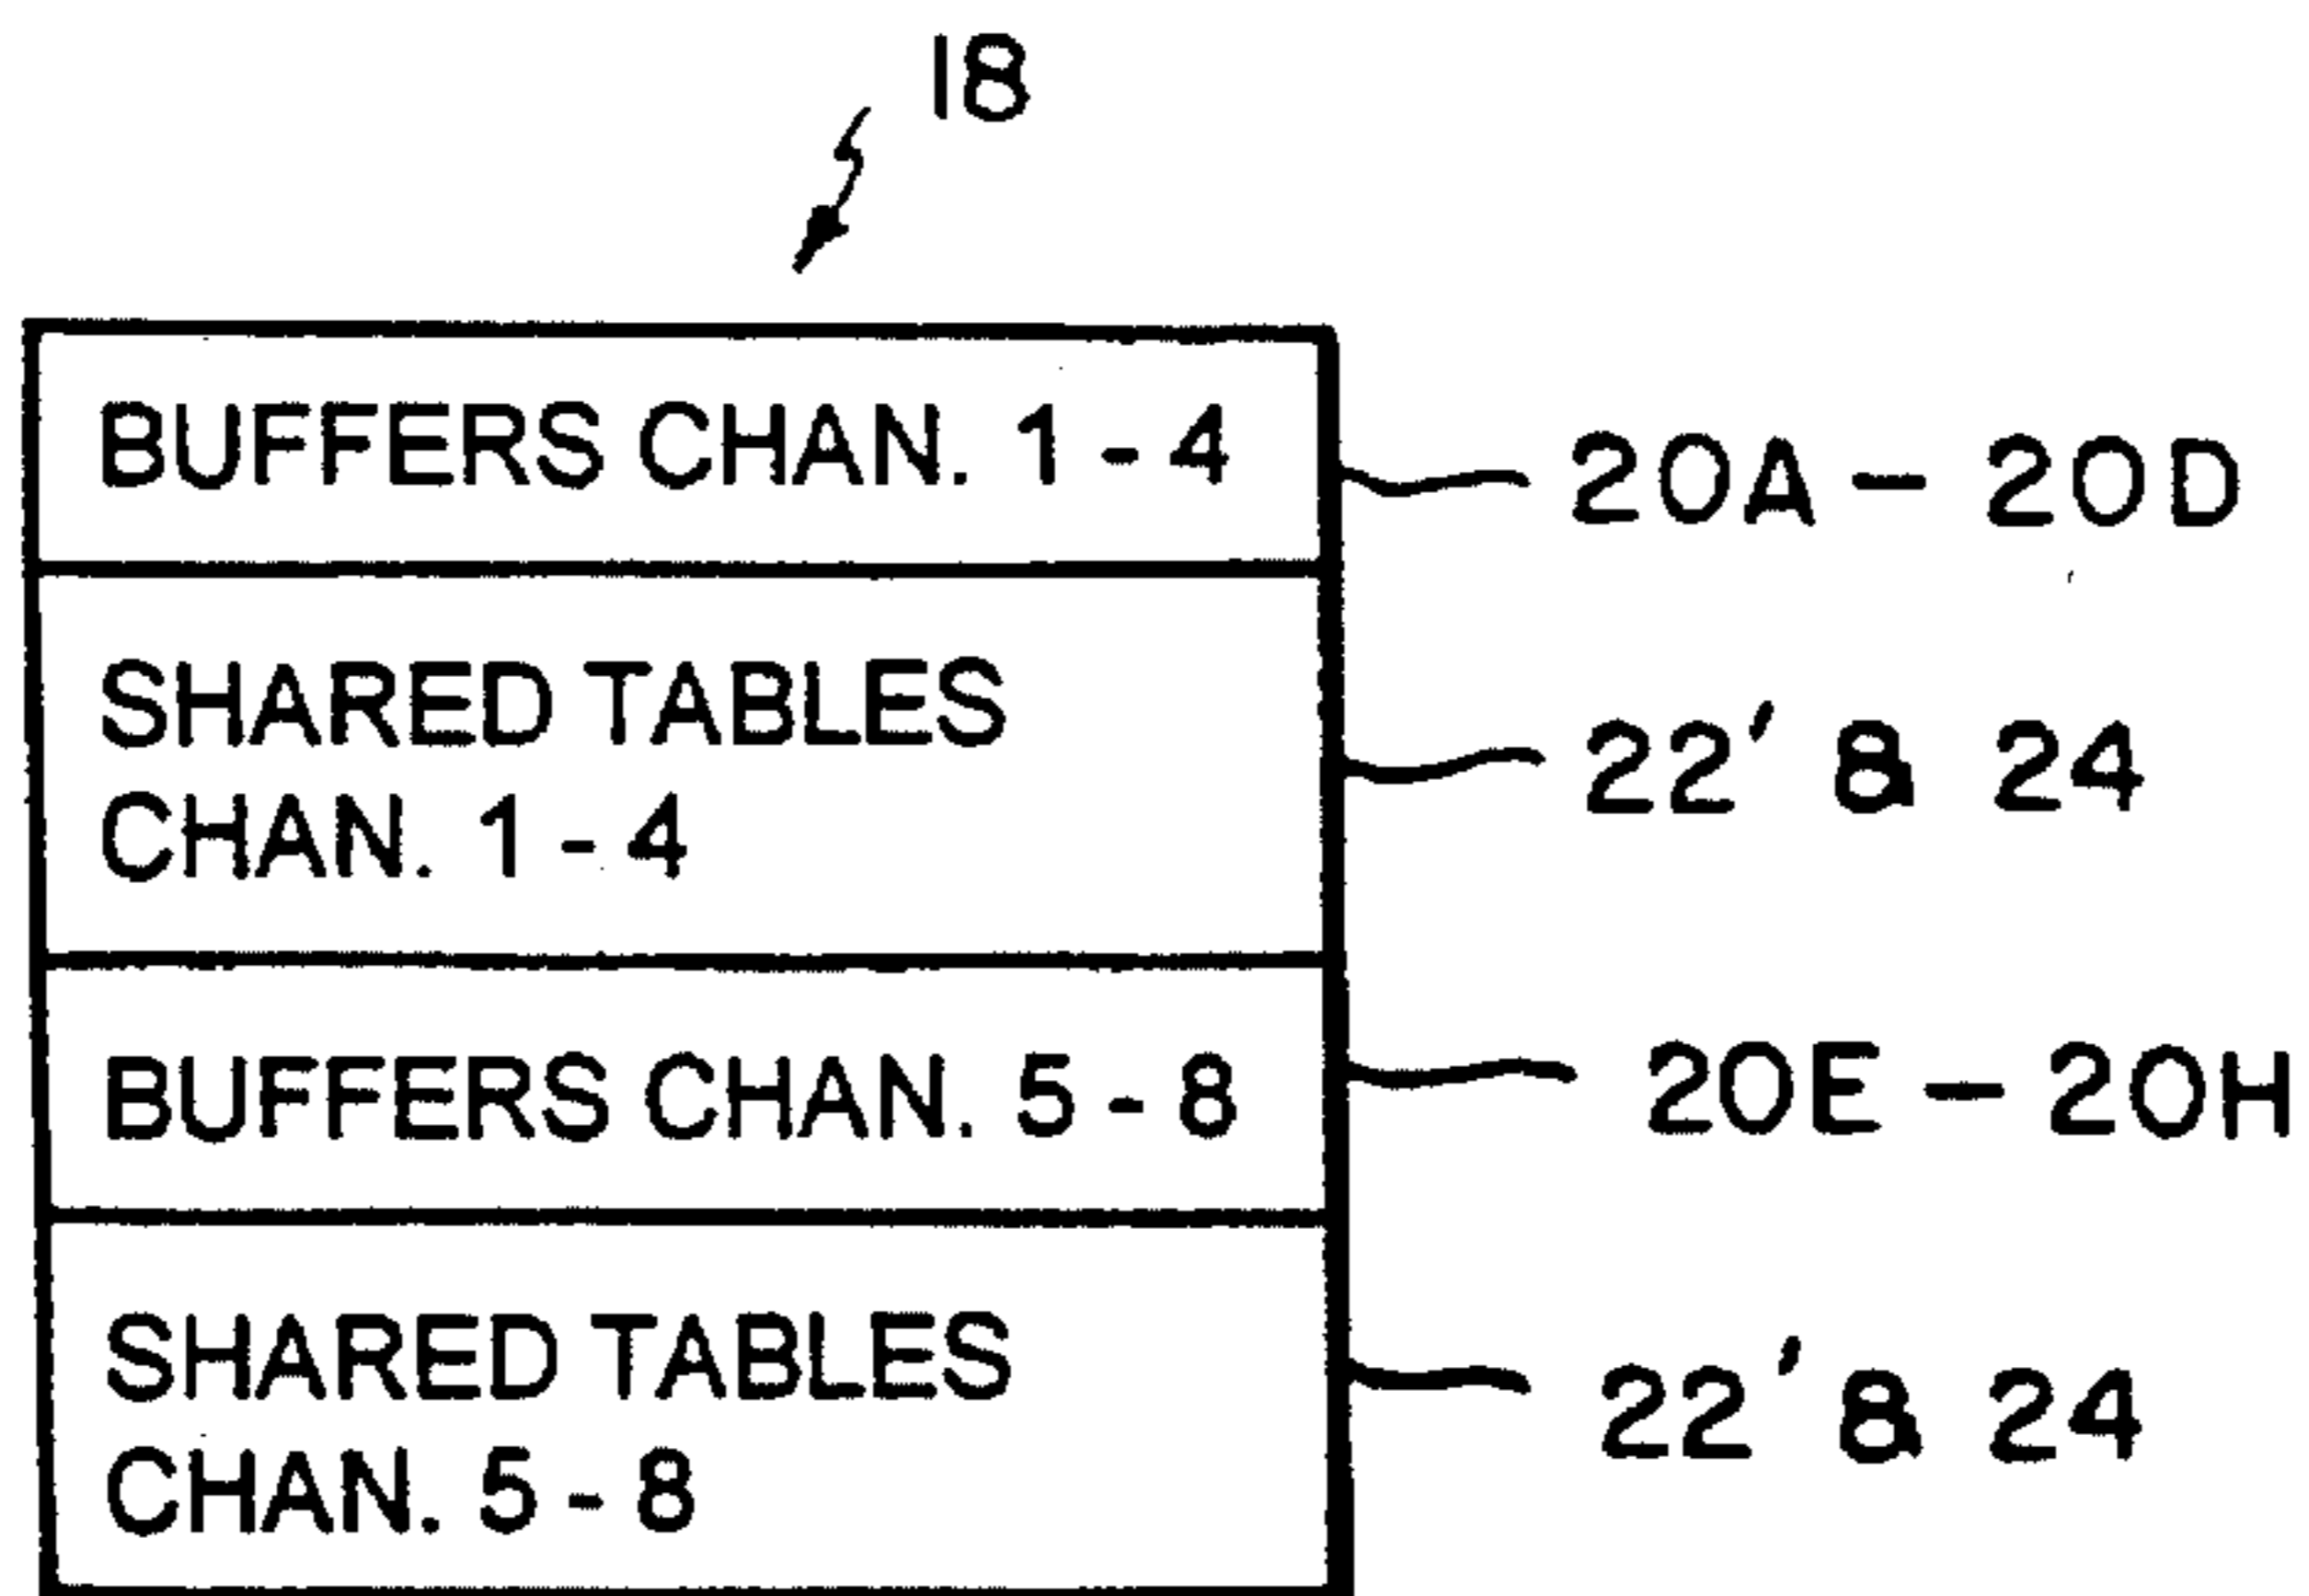 18
BUFFERS CHAN. 1-4
20A-20D
SHARED TABLES
CHAN. 1-4
22' & 24
BUFFERS CHAN. 5-8
20E-20H
SHARED TABLES
CHAN. 5-8
22' & 24